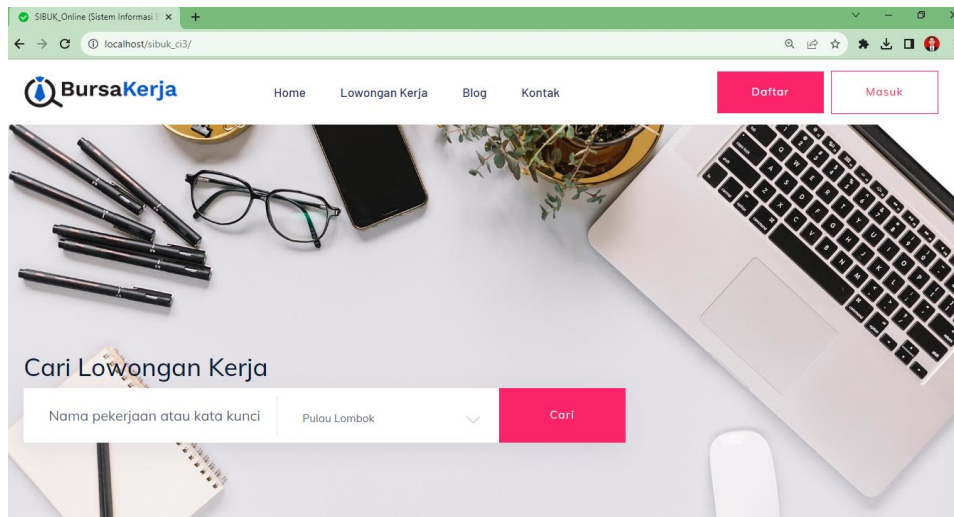 SIBUK_Online (Sistem Informasi
localhost/sibuk_ci3/
BursaKerja
Home Lowongan Kerja Blog Kontak
Daftar Masuk
Cari Lowongan Kerja
Nama pekerjaan atau kata kunci Pulau Lombok Cari